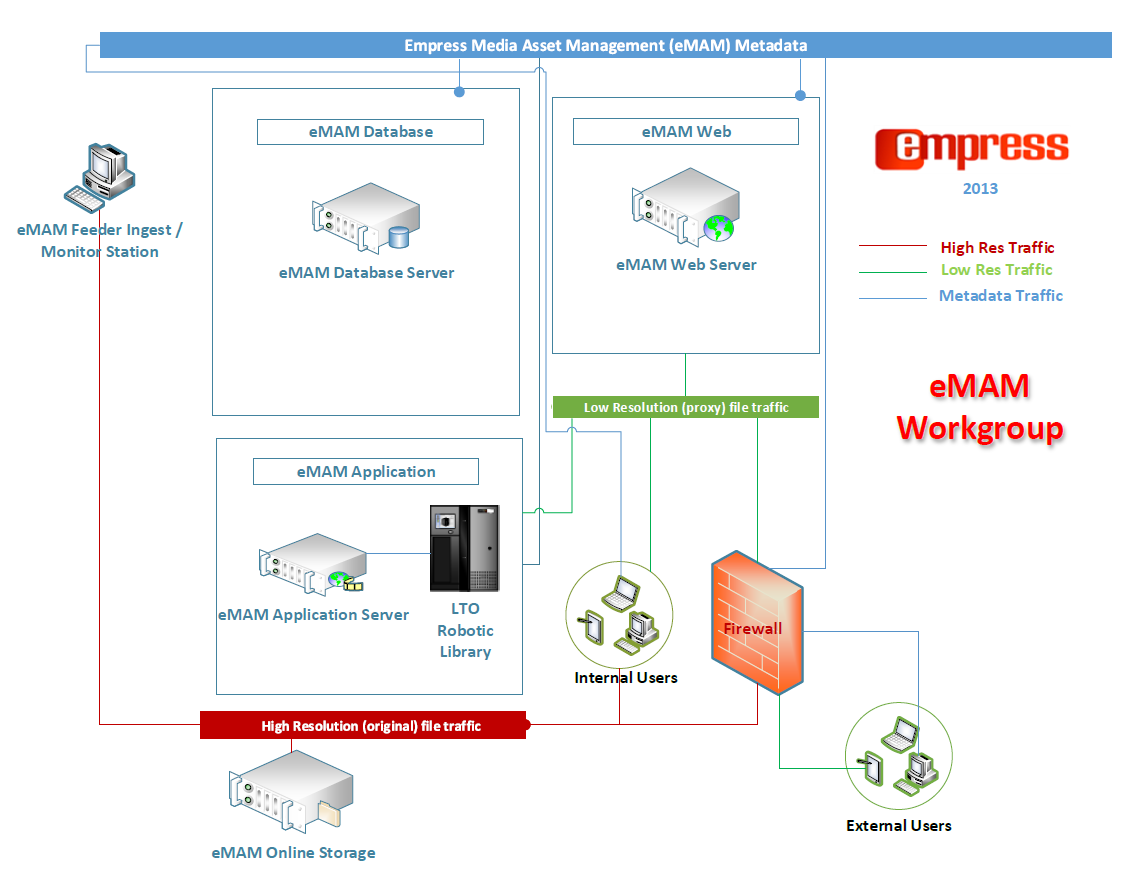 Empress Media Asset Management (eMAM) Metadata
eMAM Database
eMAM Web
empress
2013
eMAM Feeder Ingest /
Monitor Station
eMAM Database Server
eMAM Web Server
High Res Traffic
Low Res Traffic
Metadata Traffic
eMAM
Workgroup
Low Resolution (proxy) file traffic
eMAM Application
eMAM Application Server
LTO
Robotic
Library
Firewall
Internal Users
High Resolution (original) file traffic
External Users
eMAM Online Storage